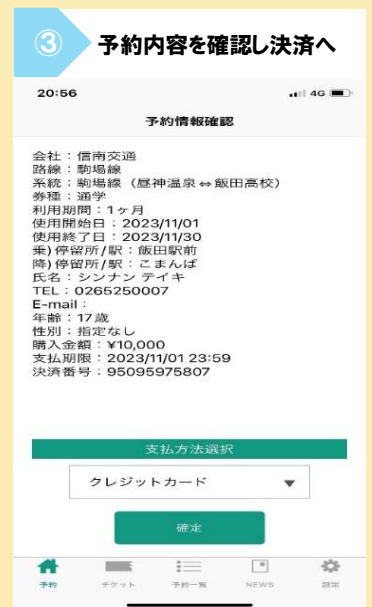 ③ 予約内容を確認し決済へ
20:56 4G
予約情報確認
会社：信南交通
路線：駒場線
系統：駒場線（昼神温泉⇔飯田高校）
券種：通学
利用期間：1ヶ月
使用開始日：2023/11/01
使用終了日：2023/11/30
乗)停留所/駅：飯田駅前
降)停留所/駅：こまんば
氏名：シンナン テイキ
TEL：0265250007
E-mail：
年齢：17歳
性別：指定なし
購入金額：¥10,000
支払期限：2023/11/01 23:59
決済番号：95095975807
支払方法選択
クレジットカード ▼
確定
予約 チケット 予約一覧 NEWS 設定